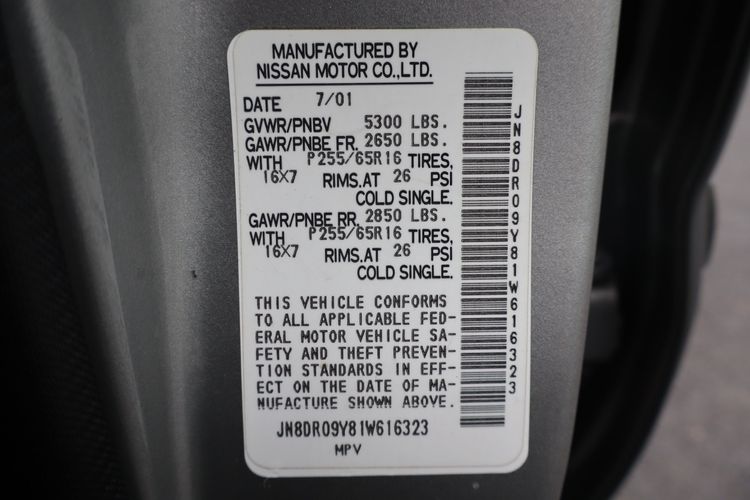 MANUFACTURED BY
NISSAN MOTOR CO.,LTD.
DATE 7/01
GVWR/PNBV 5300 LBS.
GAWR/PNBE FR. 2650 LBS.
WITH P255/65R16 TIRES,
16X7 RIMS.AT 26 PSI
COLD SINGLE.
GAWR/PNBE RR. 2850 LBS.
WITH P255/65R16 TIRES,
16X7 RIMS.AT 26 PSI
COLD SINGLE.
THIS VEHICLE CONFORMS
TO ALL APPLICABLE FED-
ERAL MOTOR VEHICLE SA-
FETY AND THEFT PREVEN-
TION STANDARDS IN EFF-
ECT ON THE DATE OF MA-
NUFACTURE SHOWN ABOVE.
JN8DR09Y81W616323
MPV
JN8DR09Y81W616323